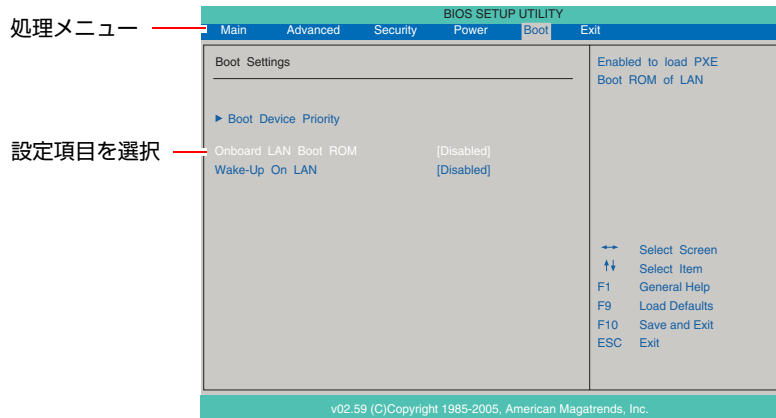 BIOS SETUP UTILITY
処理メニュー
Main Advanced Security Power Boot Exit
Boot Settings
Enabled to load PXE
Boot ROM of LAN
Boot Device Priority
設定項目を選択
Onboard LAN Boot ROM [Disabled]
Wake-Up On LAN [Disabled]
Select Screen
Select Item
F1 General Help
F9 Load Defaults
F10 Save and Exit
ESC Exit
v02.59 (C)Copyright 1985-2005, American Magatrends, Inc.